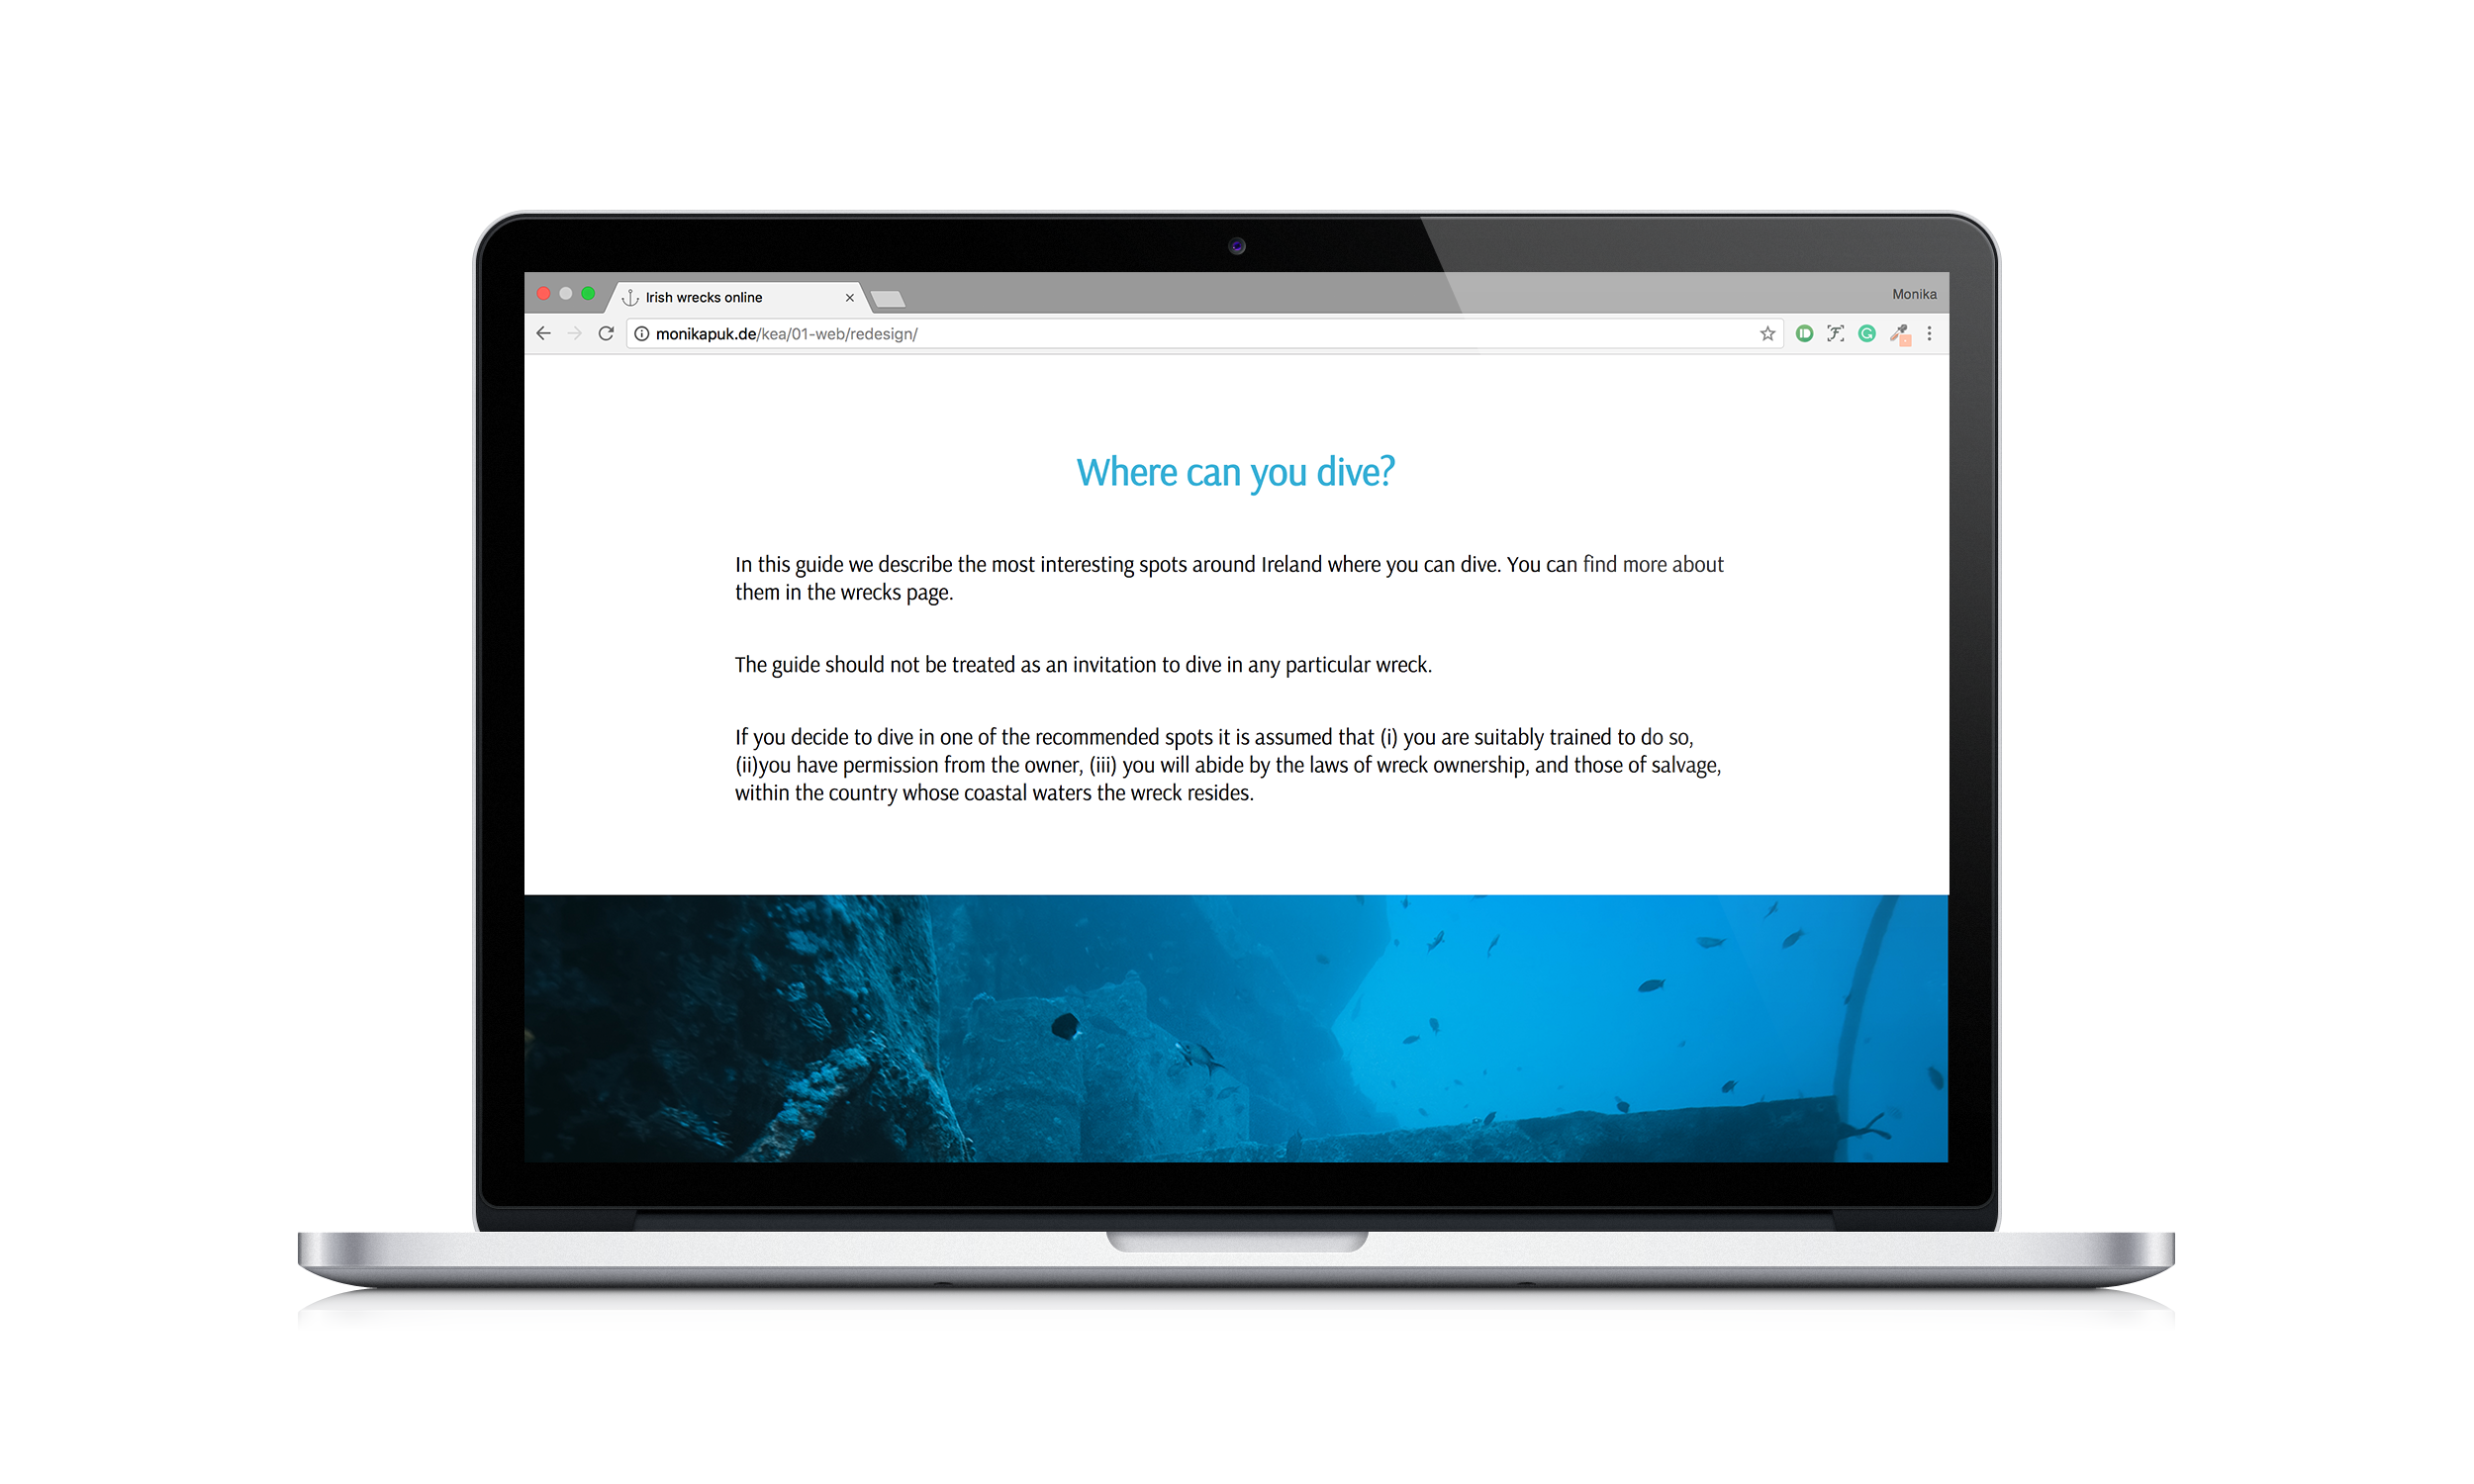 Irish wrecks online
Monika
monikapuk.de/kea/01-web/redesign/
Where can you dive?
In this guide we describe the most interesting spots around Ireland where you can dive. You can find more about
them in the wrecks page.
The guide should not be treated as an invitation to dive in any particular wreck.
If you decide to dive in one of the recommended spots it is assumed that (i) you are suitably trained to do so,
(ii)you have permission from the owner, (iii) you will abide by the laws of wreck ownership, and those of salvage,
within the country whose coastal waters the wreck resides.